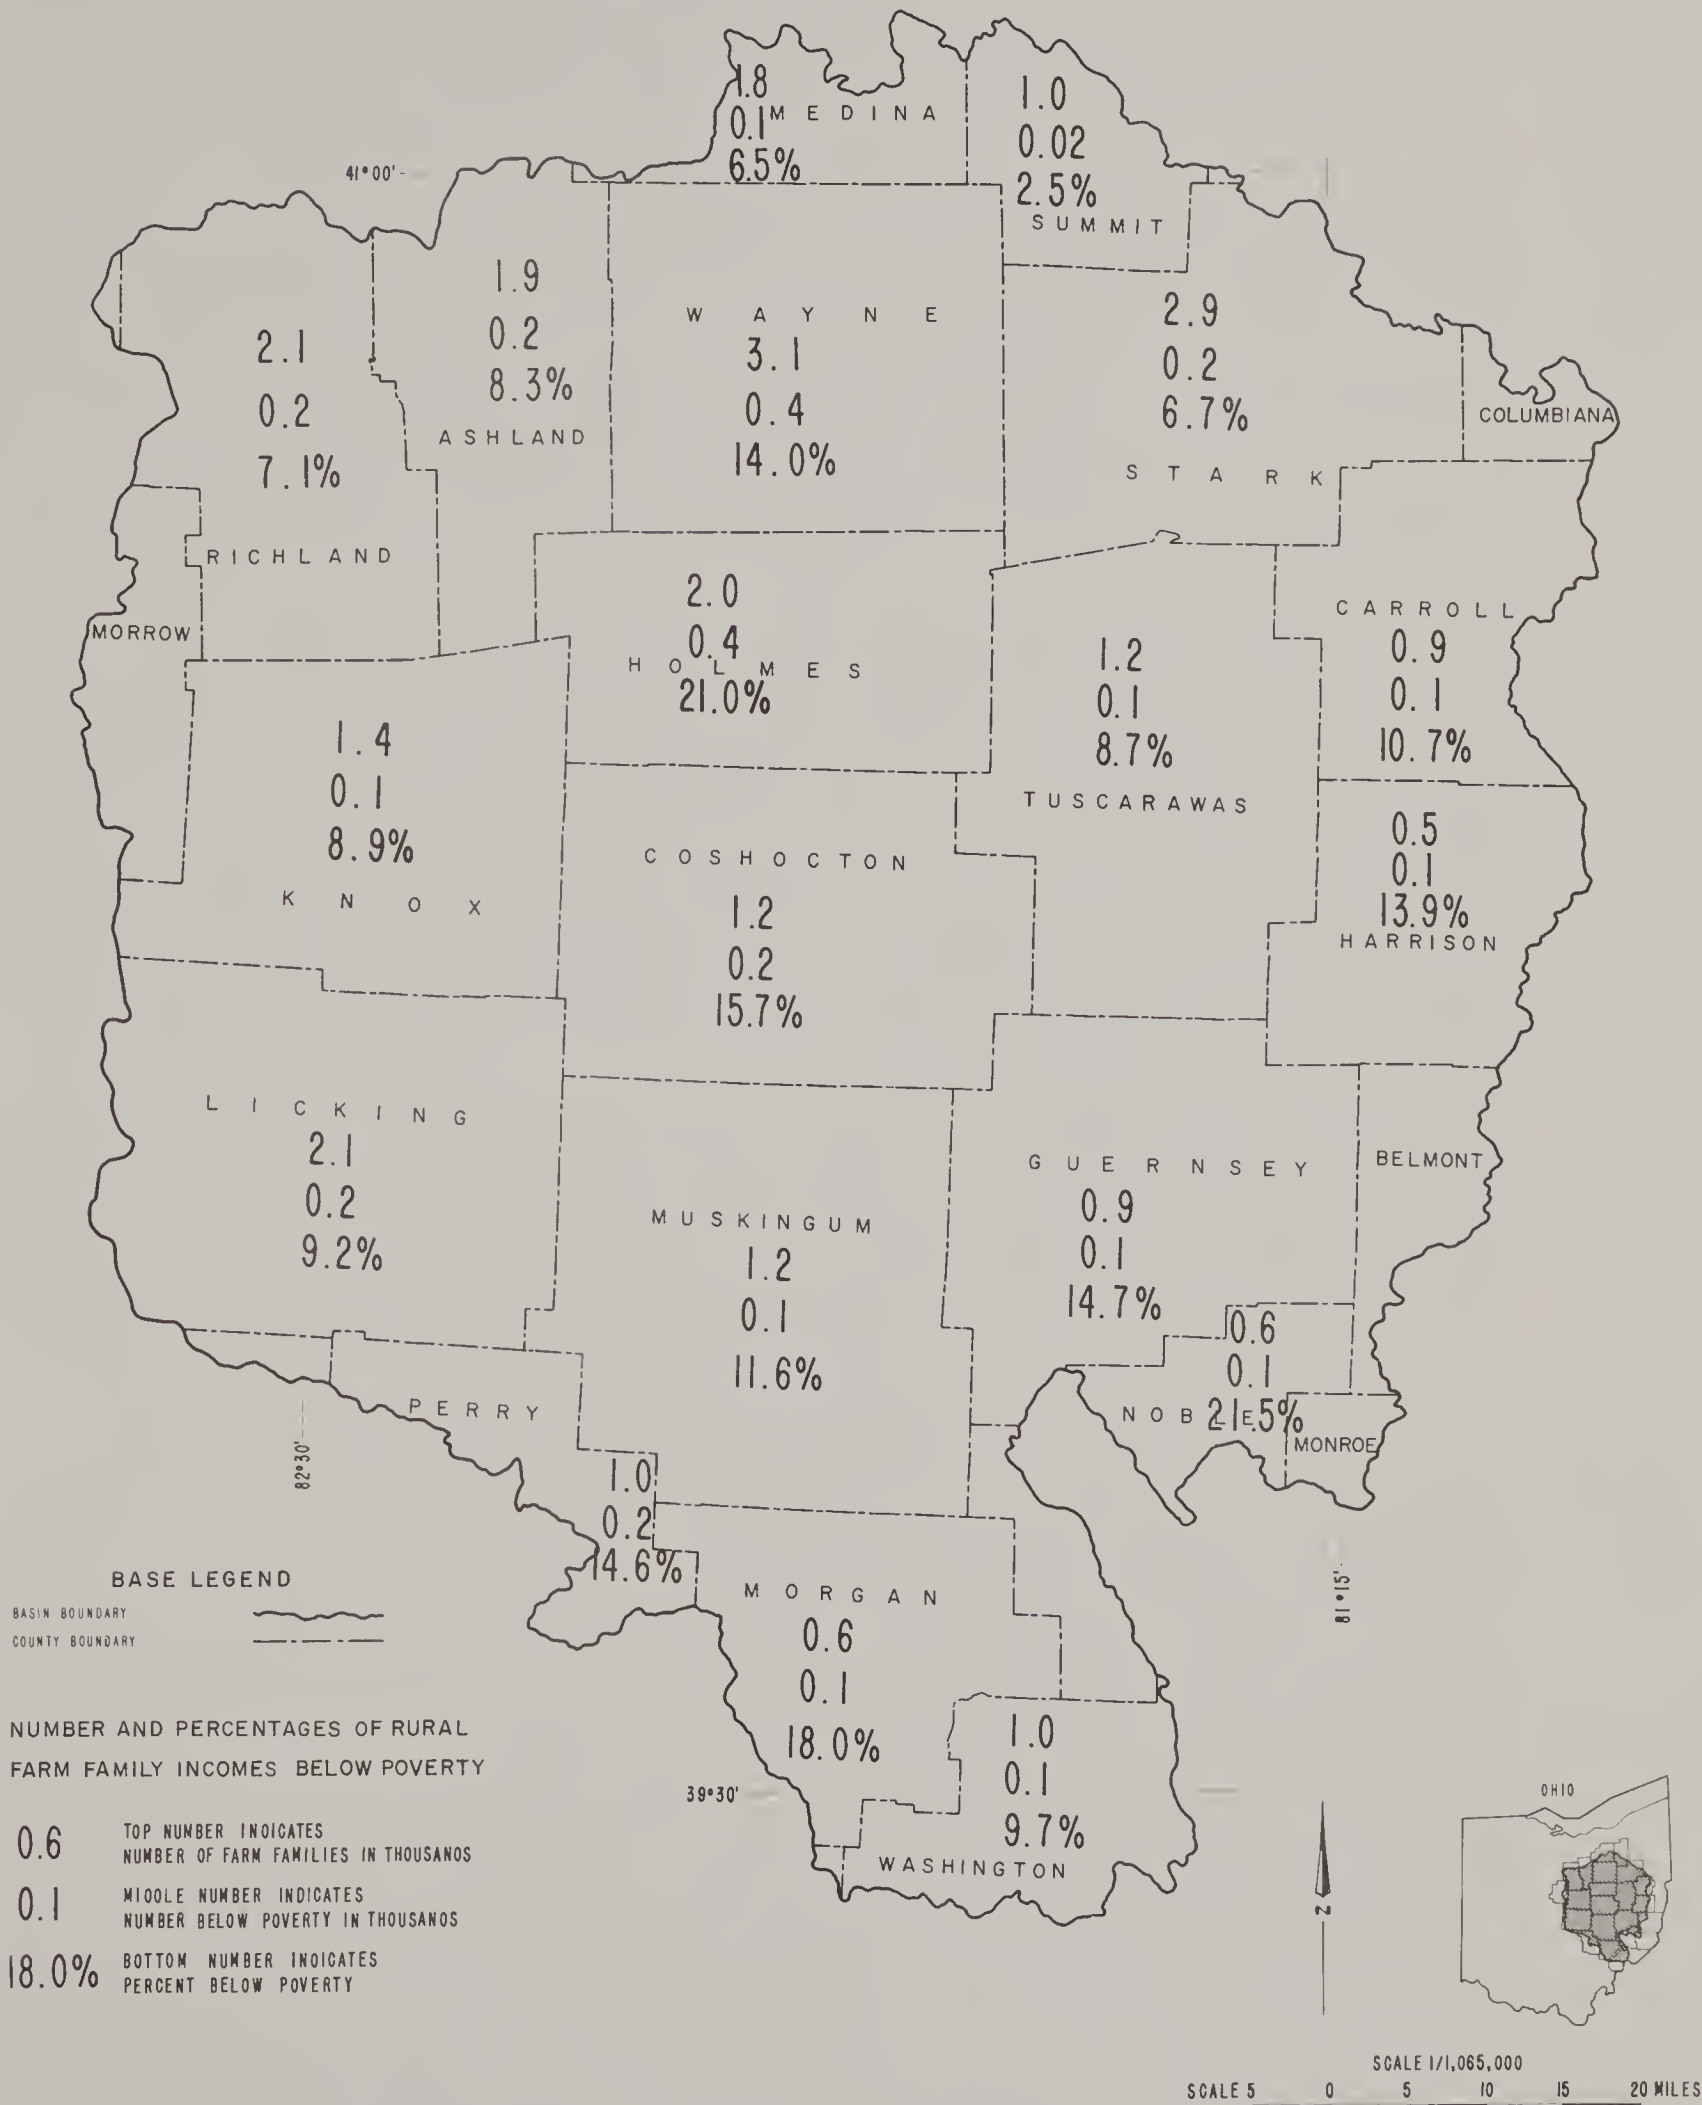 1.8
0.1 MEDINA
6.5%
1.0
0.02
2.5%
SUMMIT
41°00'
1.9
0.2
8.3%
ASHLAND
2.1
0.2
7.1%
RICHLAND
WAYNE
3.1
0.4
14.0%
2.9
0.2
6.7%
STARK
COLUMBIANA
MORROW
2.0
0.4
HOLMES
21.0%
1.2
0.1
8.7%
TUSCARAWAS
CARROLL
0.9
0.1
10.7%
1.4
0.1
8.9%
KNOX
COSHOCTON
1.2
0.2
15.7%
0.5
0.1
13.9%
HARRISON
LICKING
2.1
0.2
9.2%
MUSKINGUM
1.2
0.1
11.6%
GUERNSEY
0.9
0.1
14.7%
BELMONT
0.6
0.1
21.5%
NOBLE
MONROE
PERRY
1.0
0.2
14.6%
82°30'
81°15'
MORGAN
0.6
0.1
18.0%
1.0
0.1
9.7%
WASHINGTON
39°30'
BASE LEGEND
BASIN BOUNDARY
COUNTY BOUNDARY
NUMBER AND PERCENTAGES OF RURAL
FARM FAMILY INCOMES BELOW POVERTY
0.6 TOP NUMBER INOICATES
NUMBER OF FARM FAMILIES IN THOUSANOS
0.1 MIOOLE NUMBER INDICATES
NUMBER BELOW POVERTY IN THOUSANOS
18.0% BOTTOM NUMBER INOICATES
PERCENT BELOW POVERTY
N
OHIO
SCALE 1/1,065,000
SCALE 5 0 5 10 15 20 MILES